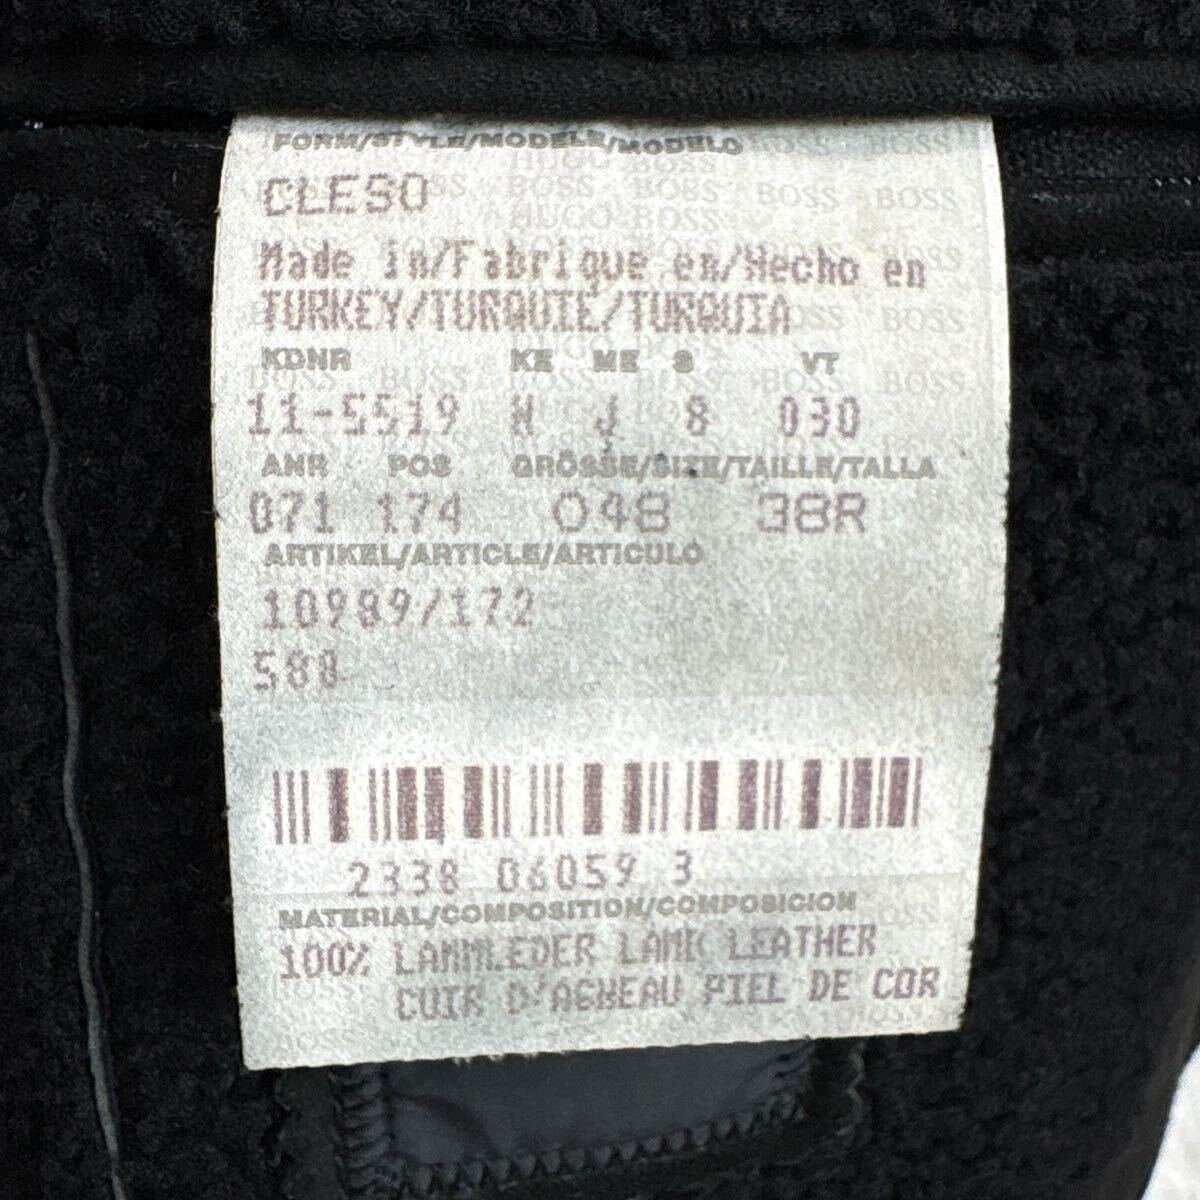 FORM/STYLE/MODELE/MODELO
CLESO
Made in/Fabrique en/Hecho en
TURKEY/TURQUIE/TURQUIA
KDNR KE ME S VT
11-5519 N J 8 030
ANR POS GRÖSSE/SIZE/TAILLE/TALLA
071 174 048 38R
ARTIKEL/ARTICLE/ARTICULO
10989/172
588
2338 06059 3
MATERIAL/COMPOSITION/COMPOSICION
100% LAMMLEDER LAMB LEATHER
CUIR D'AGNEAU PIEL DE COR